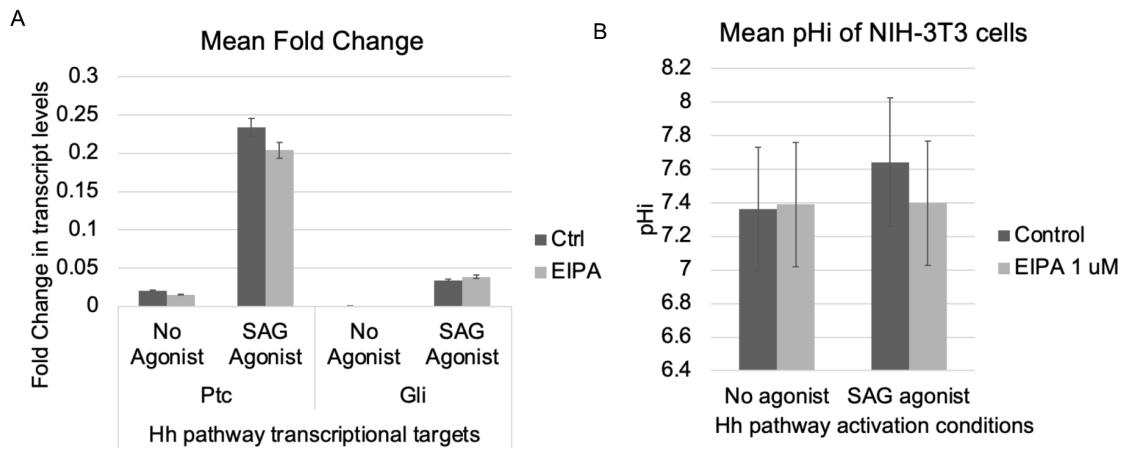 A
Mean Fold Change
Fold Change in transcript levels
0.3
0.25
0.2
0.15
0.1
0.05
0
No Agonist
SAG Agonist
No Agonist
SAG Agonist
Ptc
Gli
Hh pathway transcriptional targets
Ctrl
EIPA
B
Mean pHi of NIH-3T3 cells
pHi
8.2
8
7.8
7.6
7.4
7.2
7
6.8
6.6
6.4
No agonist SAG agonist
Hh pathway activation conditions
Control
EIPA 1 uM